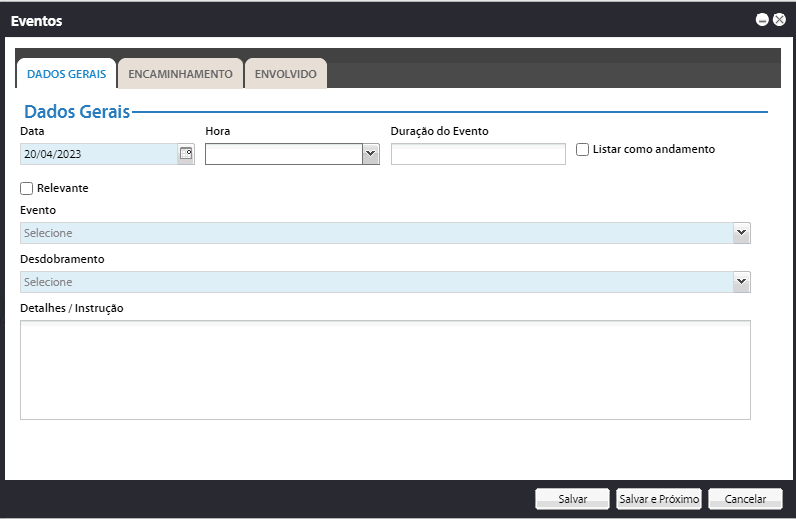 Eventos
DADOS GERAIS ENCAMINHAMENTO ENVOLVIDO
Dados Gerais
Data Hora Duração do Evento
20/04/2023 Listar como andamento
Relevante
Evento
Selecione
Desdobramento
Selecione
Detalhes / Instrução
Salvar Salvar e Próximo Cancelar